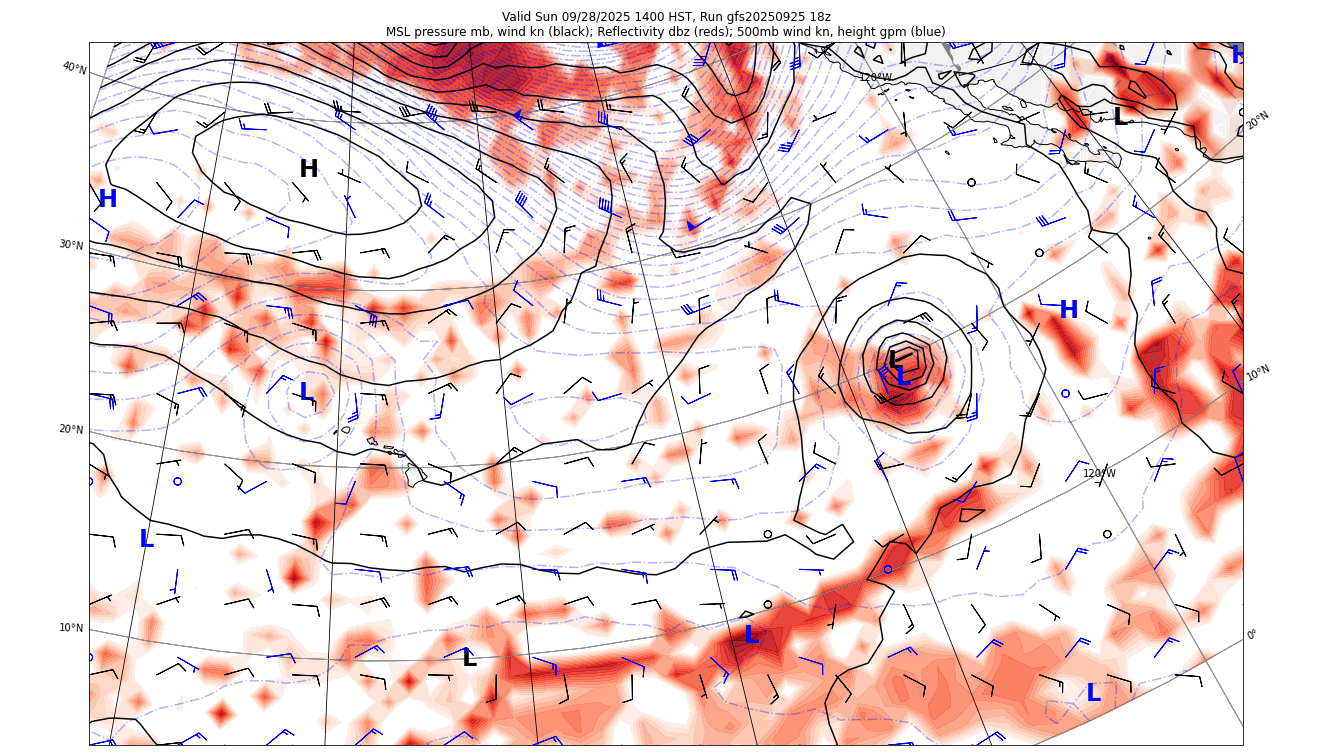 Valid Sun 09/28/2025 1400 HST, Run gfs20250925 18z
MSL pressure mb, wind kn (black); Reflectivity dbz (reds); 500mb wind kn, height gpm (blue)
H
40°N
120°W
L
20°N
H
H
30°N
H
L
L
10°N
L
20°N
120°W
L
10°N
L
0°
L
L